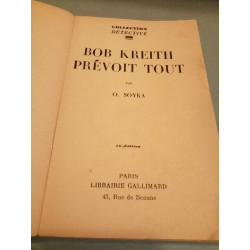 COLLECTION
DÉTECTIVE
BOB KREITH
PRÉVOIT TOUT
PAR
O. SOYKA
PARIS
LIBRAIRIE GALLIMARD
43, Rue de Beaune